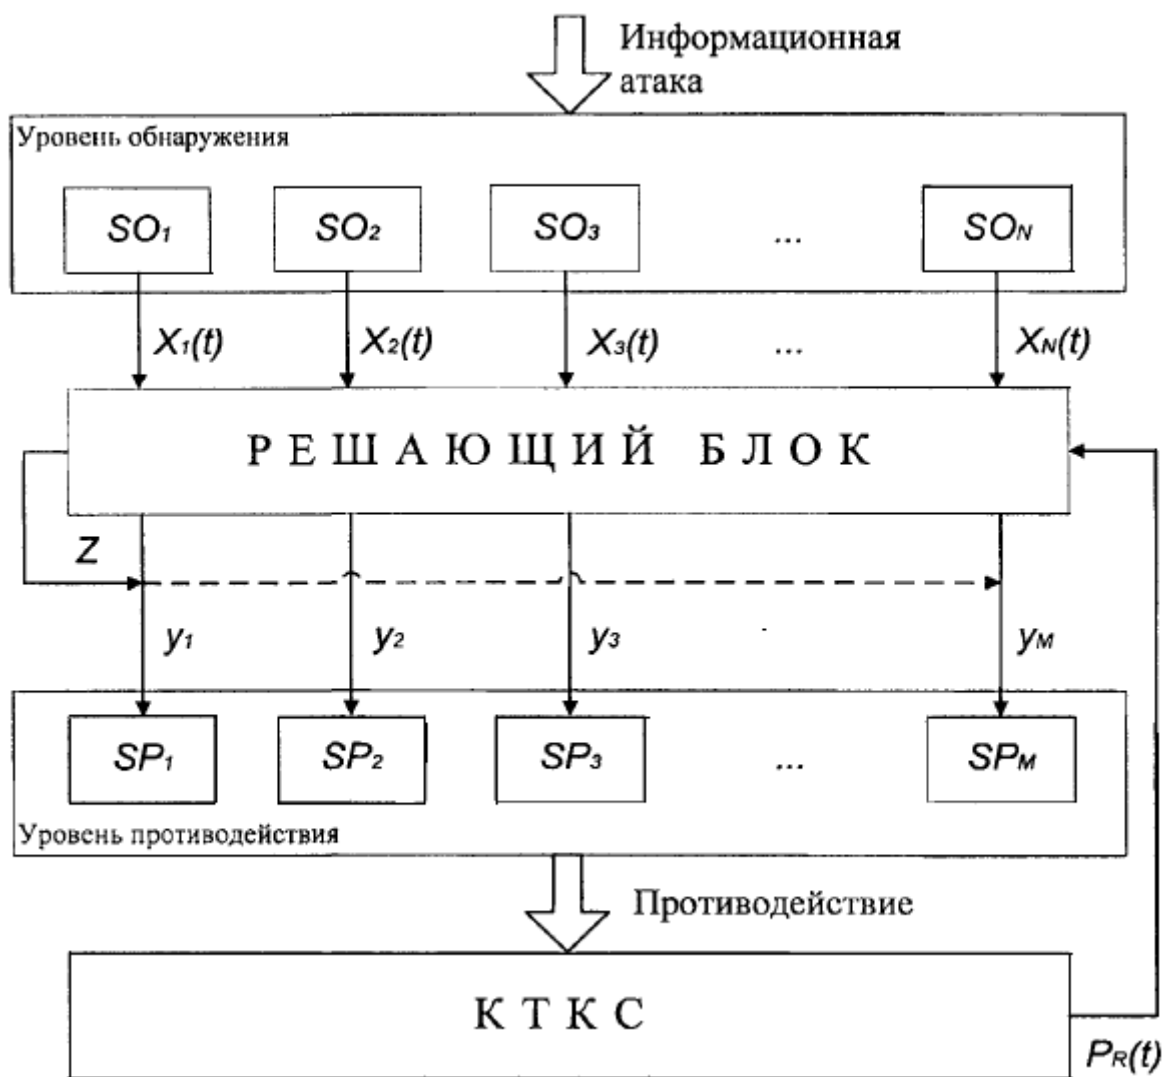 Информационная
атака
Уровень обнаружения
SO1 SO2 SO3 ... SON
X1(t) X2(t) X3(t) ... XN(t)
РЕШАЮЩИЙ БЛОК
Z
y1 y2 y3 yM
SP1 SP2 SP3 ... SPM
Уровень противодействия
Противодействие
КТКС
PR(t)